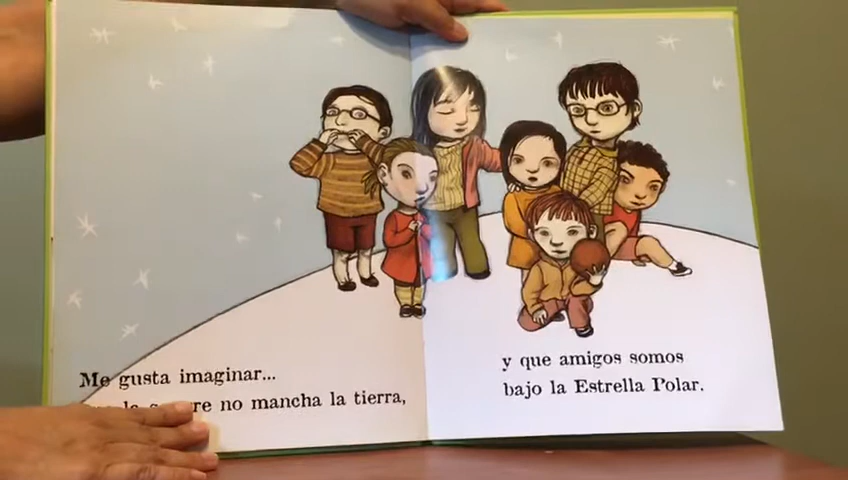 Me gusta imaginar...
no mancha la tierra,
y que amigos somos
bajo la Estrella Polar.